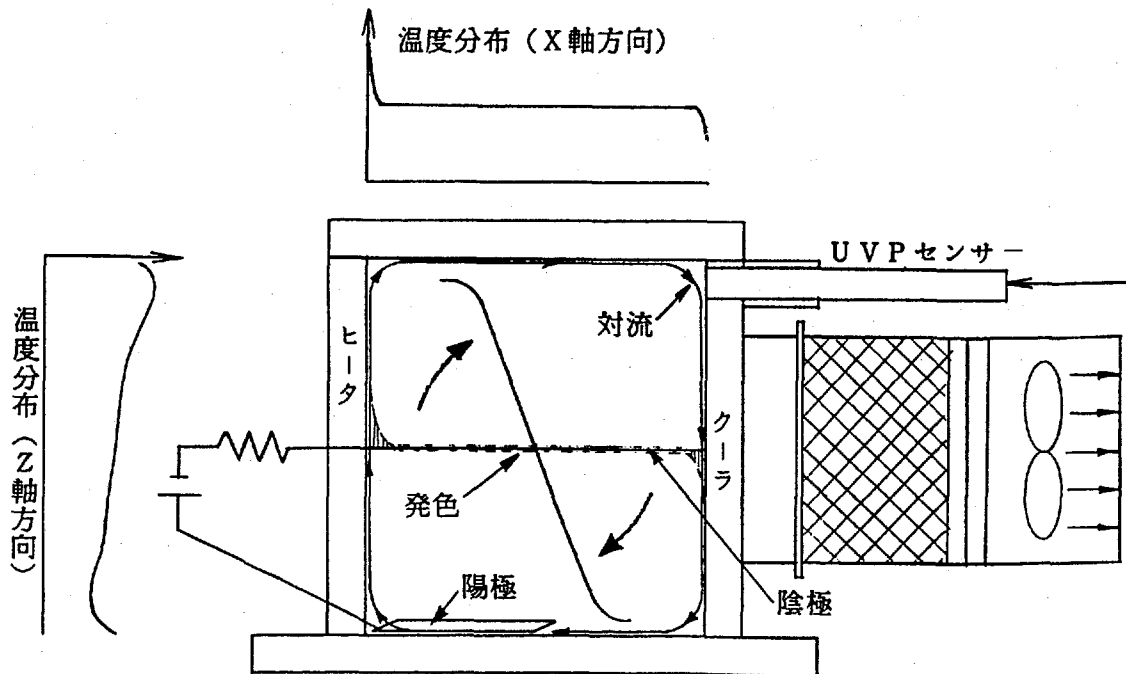 温度分布（X軸方向）
UVPセンサー
対流
ヒータ
温度分布（Z軸方向）
クーラ
発色
陽極
陰極